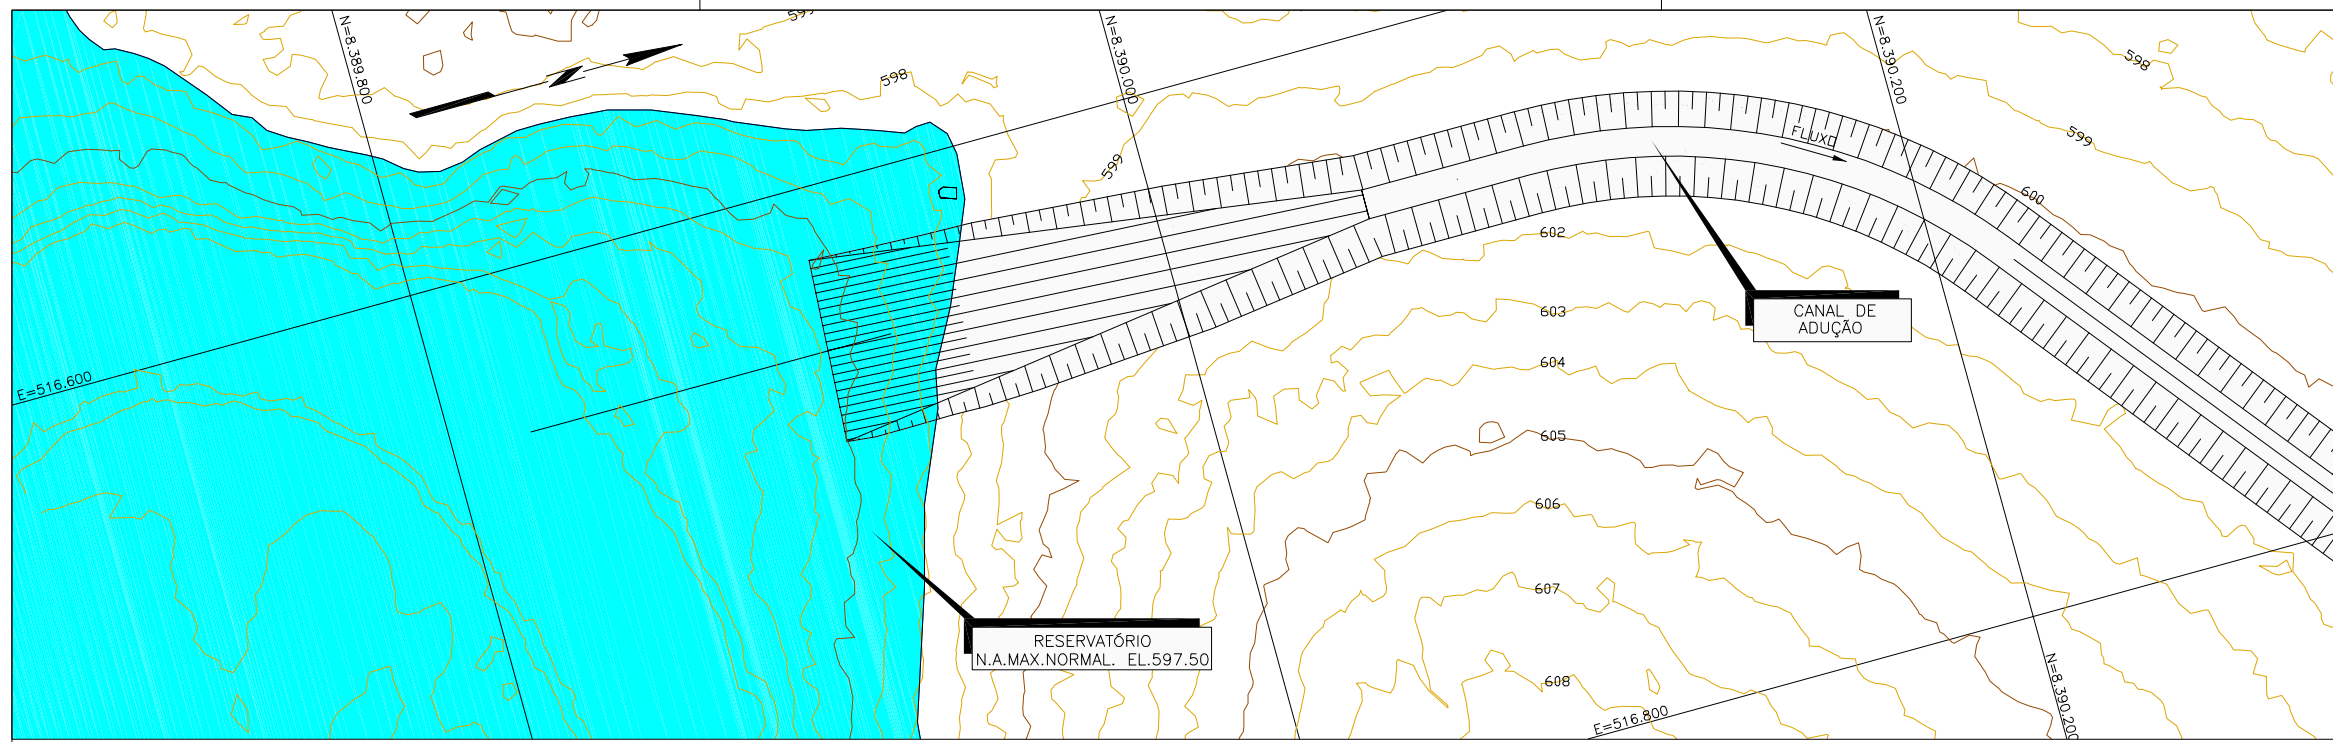 599
N=8.389.800
N=8.390.000
N=8.390.200
598
598
599
599
FLUXO
600
602
603
CANAL DE
ADUÇÃO
604
E=516.600
605
606
607
RESERVATÓRIO
N.A.MAX.NORMAL. EL.597.50
608
E=516.800
N=8.390.200